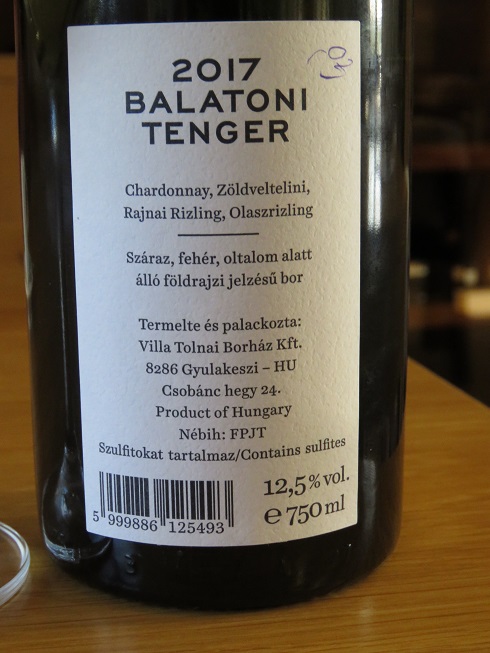 2017
BALATONI
TENGER
Chardonnay, Zöldveltelini,
Rajnai Rizling, Olaszrizling
Száraz, fehér, oltalom alatt
álló földrajzi jelzésű bor
Termelte és palackozta:
Villa Tolnai Borház Kft.
8286 Gyulakeszi – HU
Csobánc hegy 24.
Product of Hungary
Nébih: FPJT
Szulfitokat tartalmaz/Contains sulfites
12,5% vol.
℮ 750 ml
5 999886 125493